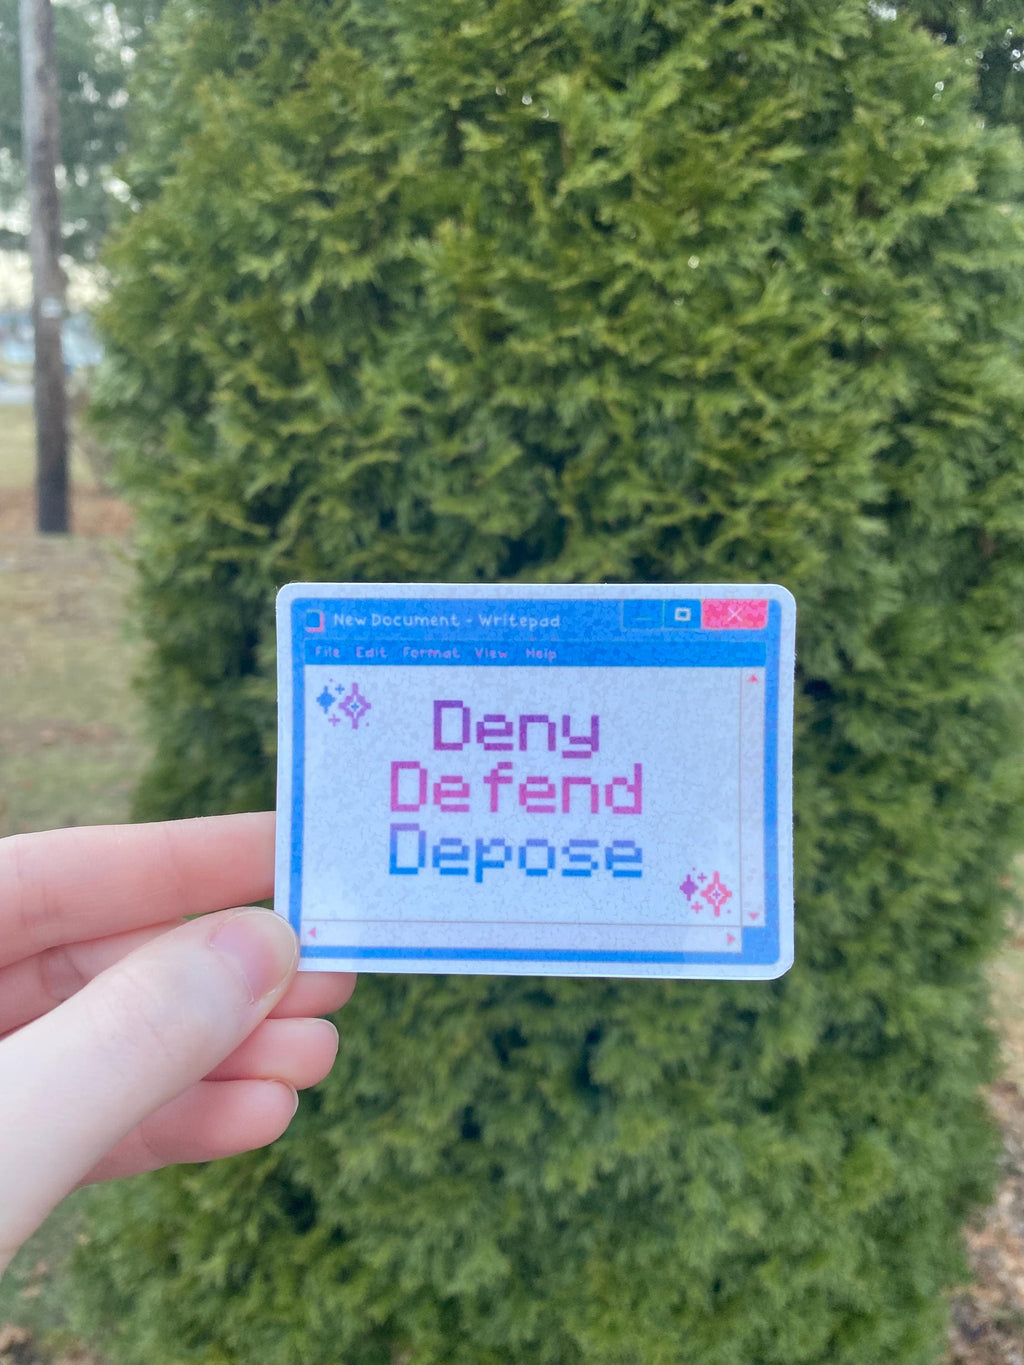 New Document - Writepad
File Edit Format View Help
Deny
Defend
Depose